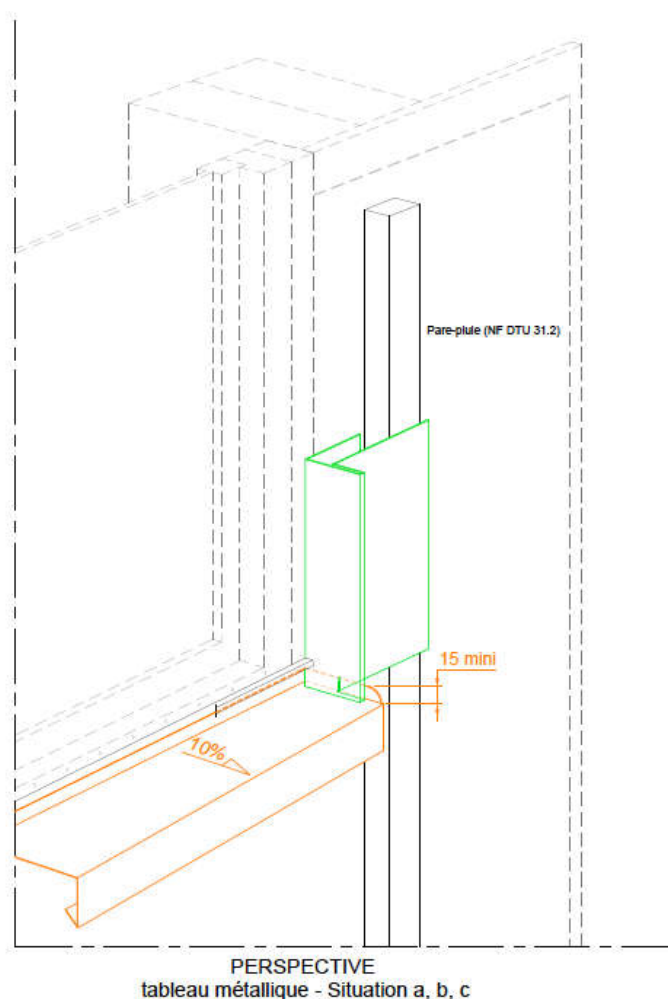 Pare-pluie (NF DTU 31.2)
15 mini
10%
PERSPECTIVE
tableau métallique - Situation a, b, c